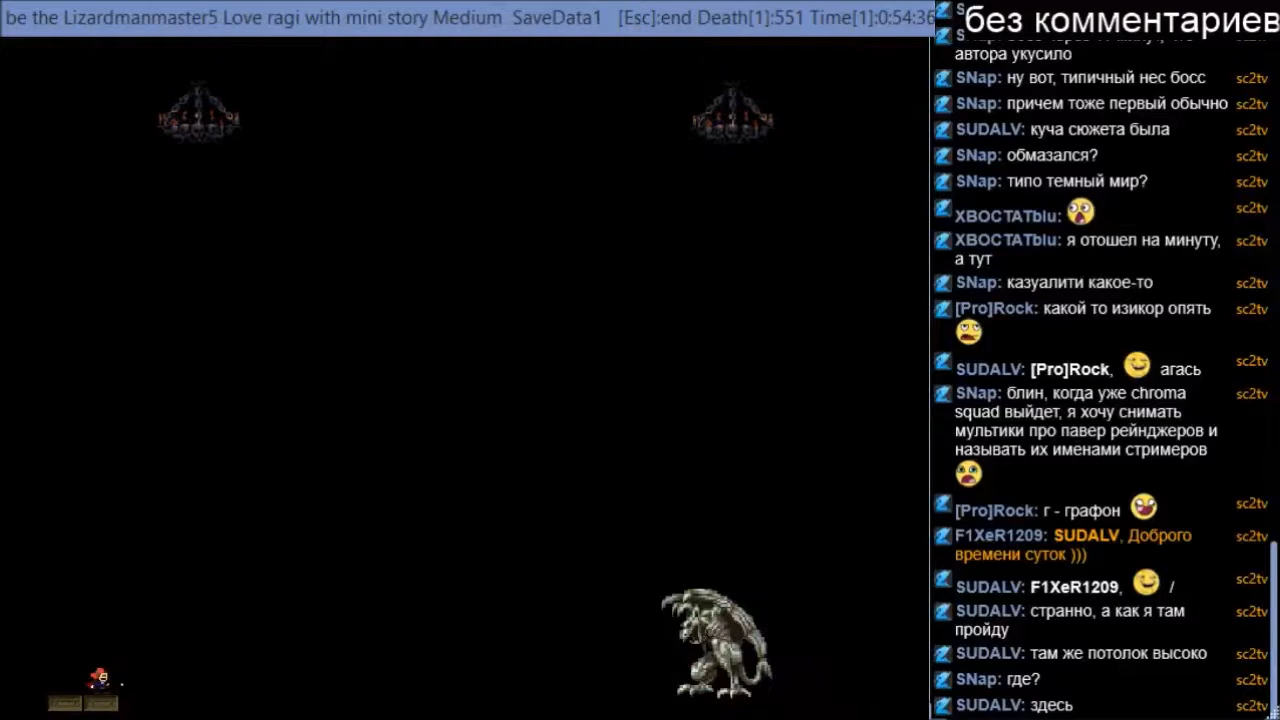 be the Lizardmanmaster5 Love ragi with mini story Medium SaveData1 [Esc]:end Death[1]:551 Time[1]:0:54:36
без комментариев
автора укусило
SNap: ну вот, типичный нес босс sc2tv
SNap: причем тоже первый обычно sc2tv
SUDALV: куча сюжета была sc2tv
SNap: обмазался? sc2tv
SNap: типо темный мир? sc2tv
XBOCTATblu: sc2tv
XBOCTATblu: я отошел на минуту, sc2tv
а тут
SNap: казуалити какое-то sc2tv
[Pro]Rock: какой то изикор опять sc2tv
SUDALV: [Pro]Rock, агась sc2tv
SNap: блин, когда уже chroma sc2tv
squad выйдет, я хочу снимать
мультики про павер рейнджеров и
называть их именами стримеров
[Pro]Rock: г - графон sc2tv
F1XeR1209: SUDALV, Доброго sc2tv
времени суток )))
SUDALV: F1XeR1209, / sc2tv
SUDALV: странно, а как я там sc2tv
пройду
SUDALV: там же потолок высоко sc2tv
SNap: где? sc2tv
SUDALV: здесь sc2tv